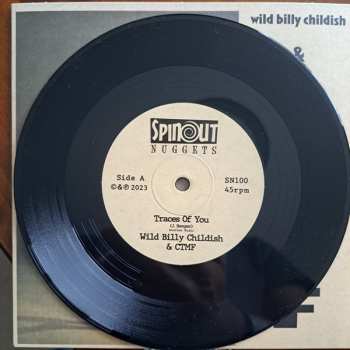 wild billy childish
&
SPINOUT
NUGGETS
Side A
SN100
©&℗ 2023
45rpm
Traces Of You
Wild Billy Childish
& CTMF
F